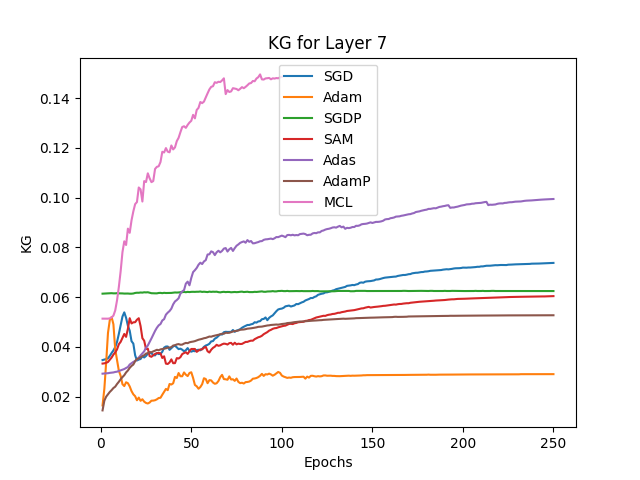 KG for Layer 7
KG
0.14
0.12
0.10
0.08
0.06
0.04
0.02
SGD
Adam
SGDP
SAM
Adas
AdamP
MCL
0
50
100
150
200
250
Epochs